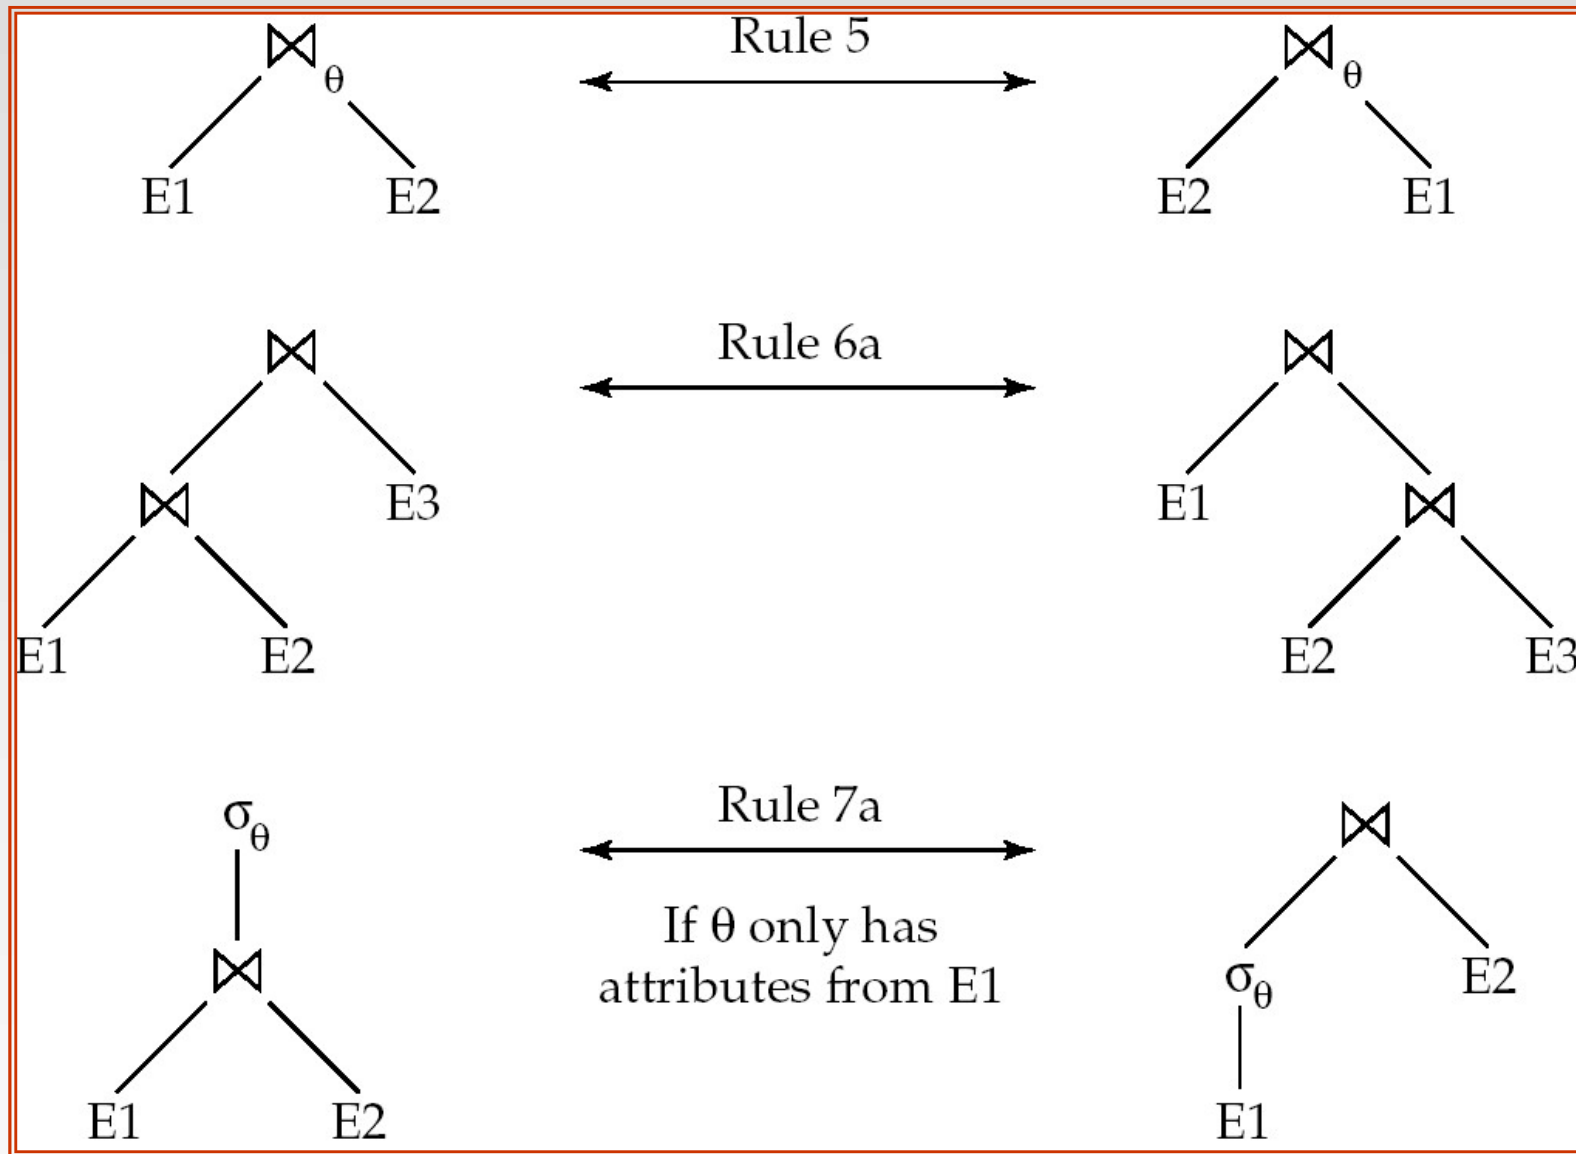 ⋈θ Rule 5 ⋈θ
E1 E2 E2 E1
⋈ Rule 6a ⋈
E1
⋈ E3 ⋈
E1 E2 E2 E3
σθ Rule 7a ⋈
If θ only has
attributes from E1
⋈ σθ E2
E1 E2 E1